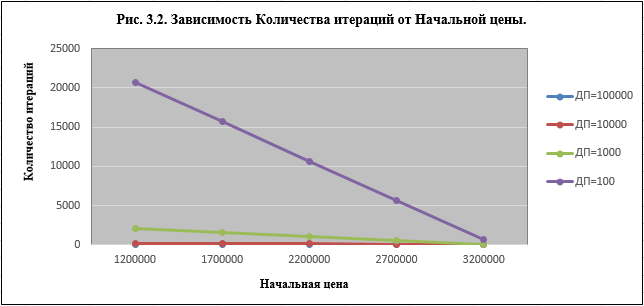 Рис. 3.2. Зависимость Количества итераций от Начальной цены.
25000
20000
15000
10000
5000
0
Количество итераций
1200000 1700000 2200000 2700000 3200000
Начальная цена
ДП=100000
ДП=10000
ДП=1000
ДП=100